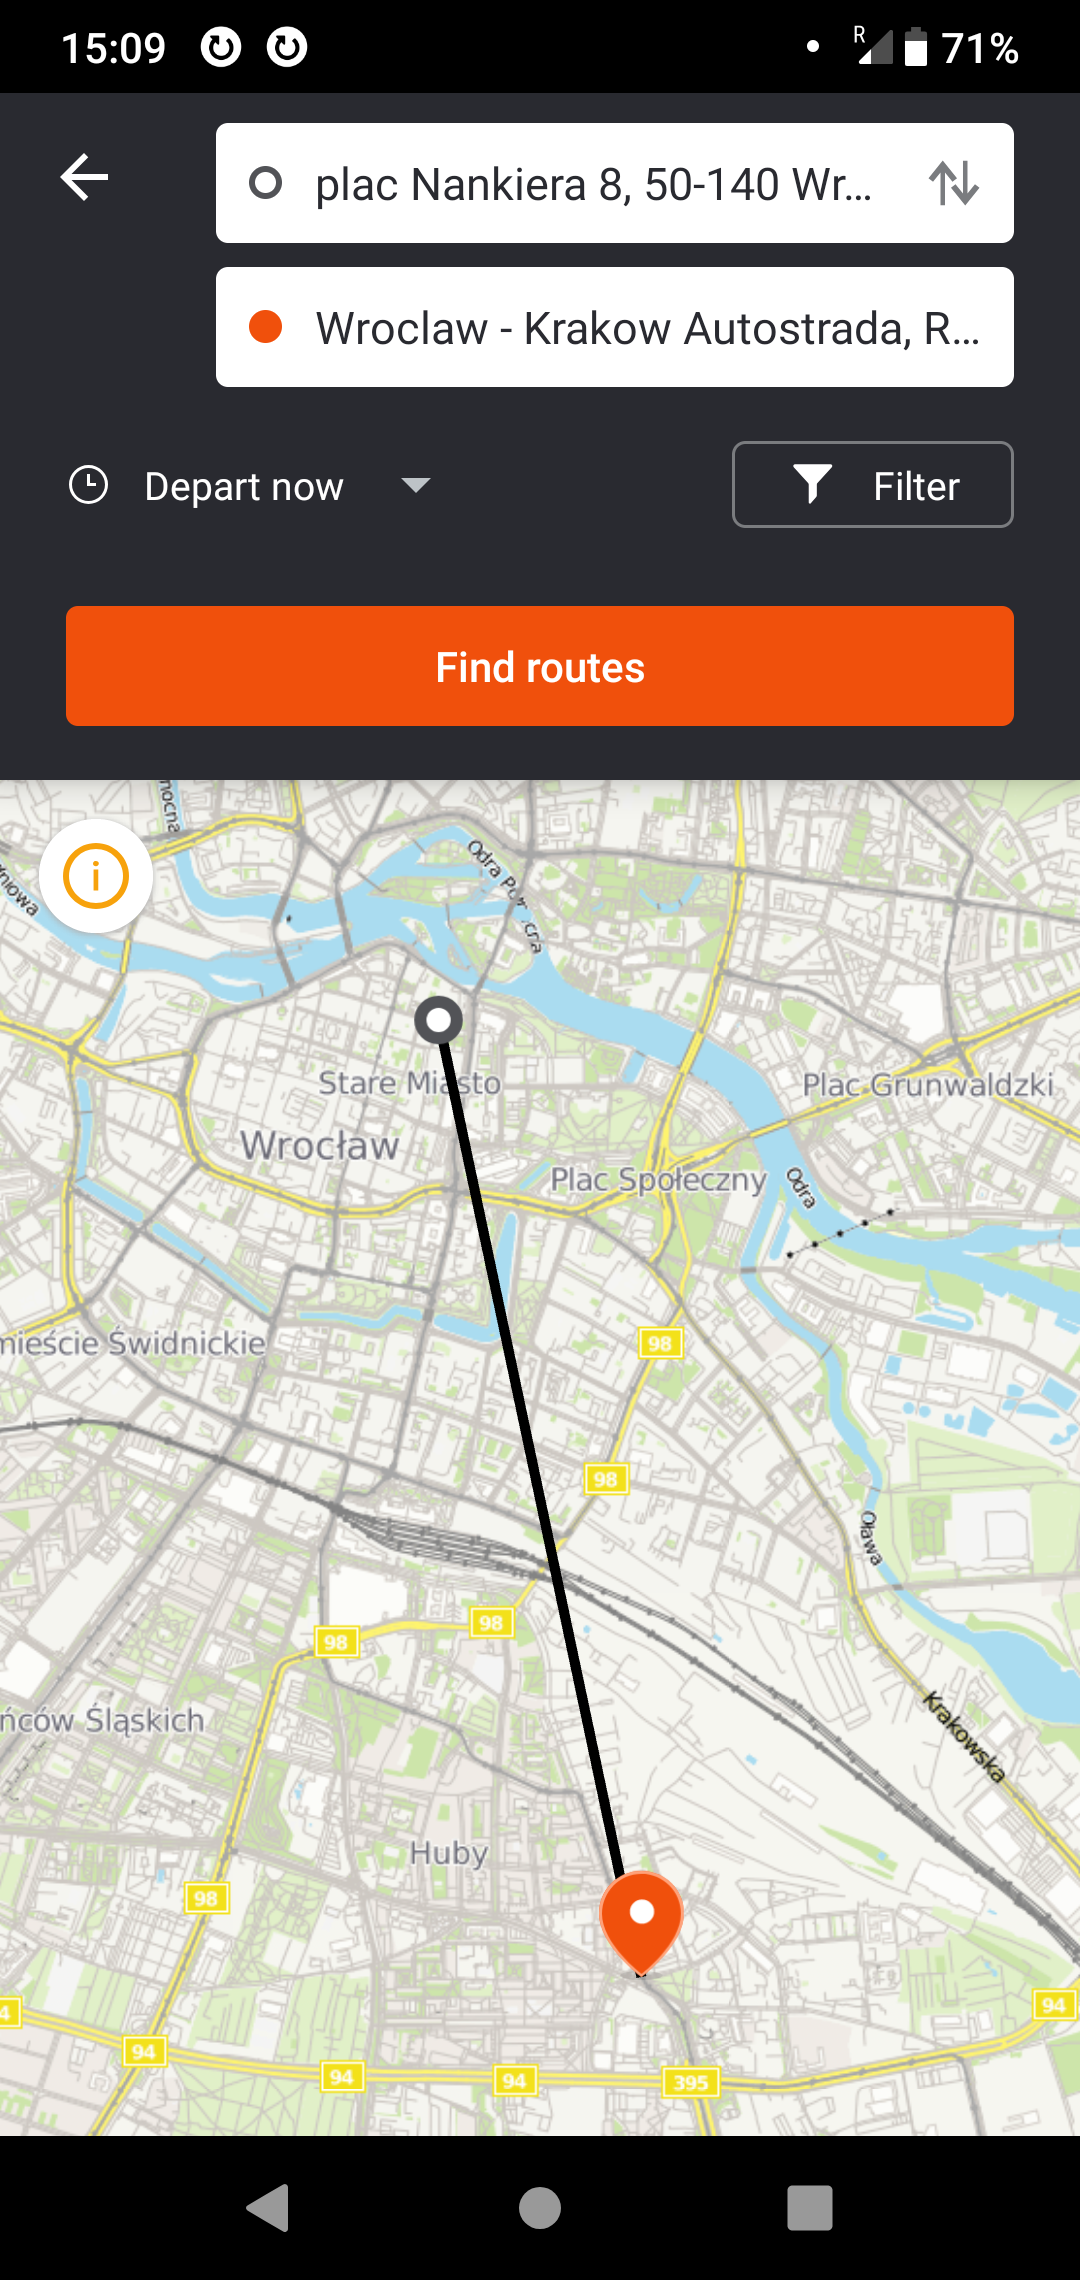 15:09
R
71%
plac Nankiera 8, 50-140 Wr...
Wroclaw - Krakow Autostrada, R...
Depart now
Filter
Find routes
Stare Miasto
Plac Grunwaldzki
Wrocław
Plac Społeczny
Odra
mieście Świdnickie
98
98
Oława
98
98
ńców Śląskich
Krakowska
Huby
98
94
4
94
94
94
395